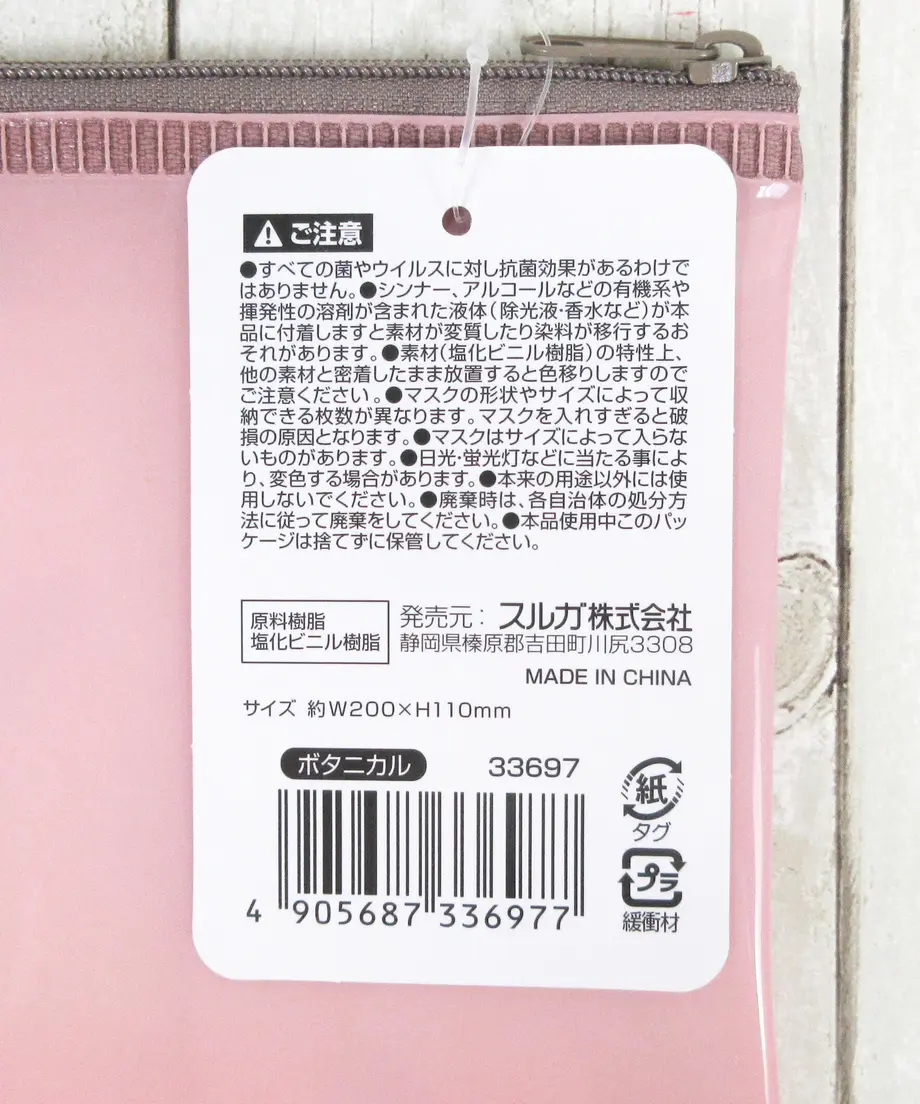 ご注意
●すべての菌やウイルスに対し抗菌効果があるわけで
はありません。●シンナー、アルコールなどの有機系や
揮発性の溶剤が含まれた液体(除光液・香水など)が本
品に付着しますと素材が変質したり染料が移行するお
それがあります。●素材(塩化ビニル樹脂)の特性上、
他の素材と密着したまま放置すると色移りしますので
ご注意ください。●マスクの形状やサイズによって収
納できる枚数が異なります。マスクを入れすぎると破
損の原因となります。●マスクはサイズによって入らな
いものがあります。●日光・蛍光灯などに当たる事によ
り、変色する場合があります。●本来の用途以外には使
用しないでください。●廃棄時は、各自治体の処分方
法に従って廃棄をしてください。●本品使用中このパッ
ケージは捨てずに保管してください。
原料樹脂
塩化ビニル樹脂
発売元: スルガ株式会社
静岡県榛原郡吉田町川尻3308
MADE IN CHINA
サイズ 約W200×H110mm
ボタニカル 33697
紙
タグ
プラ
緩衝材
4 905687 336977